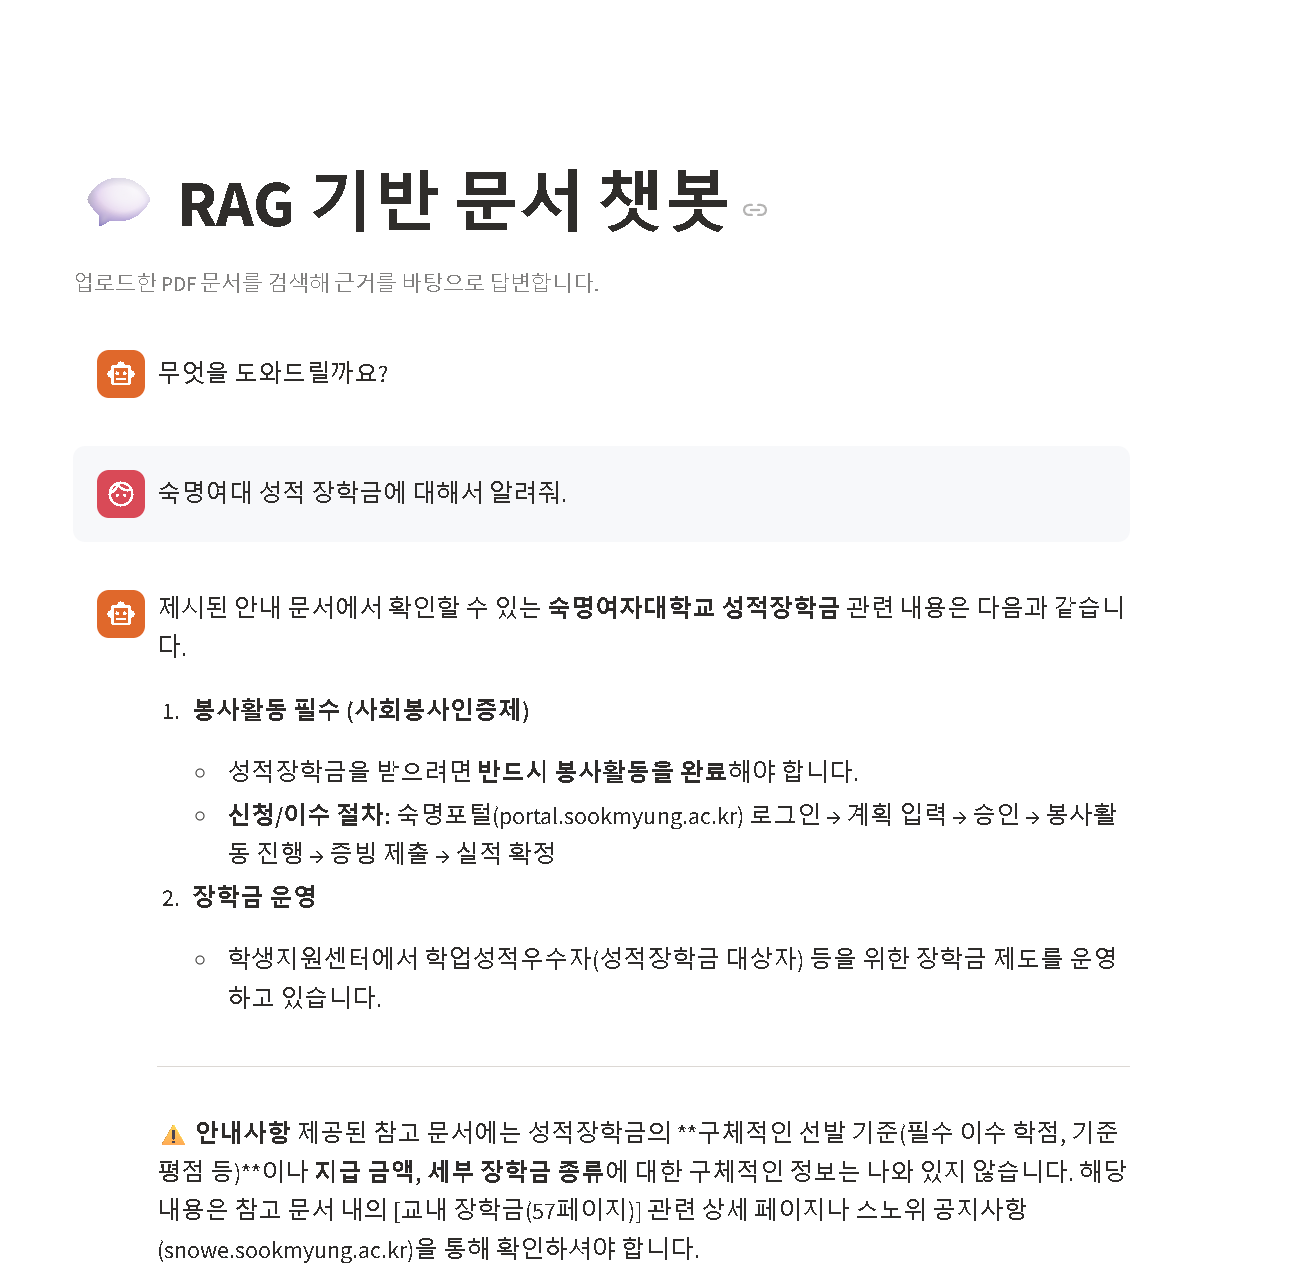 RAG 기반 문서 챗봇
업로드한 PDF 문서를 검색해 근거를 바탕으로 답변합니다.
무엇을 도와드릴까요?
숙명여대 성적 장학금에 대해서 알려줘.
제시된 안내 문서에서 확인할 수 있는 숙명여자대학교 성적장학금 관련 내용은 다음과 같습니
다.
1. 봉사활동 필수 (사회봉사인증제)
◦ 성적장학금을 받으려면 반드시 봉사활동을 완료해야 합니다.
◦ 신청/이수 절차: 숙명포털(portal.sookmyung.ac.kr) 로그인 → 계획 입력 → 승인 → 봉사활
동 진행 → 증빙 제출 → 실적 확정
2. 장학금 운영
◦ 학생지원센터에서 학업성적우수자(성적장학금 대상자) 등을 위한 장학금 제도를 운영
하고 있습니다.
⚠️ 안내사항 제공된 참고 문서에는 성적장학금의 **구체적인 선발 기준(필수 이수 학점, 기준
평점 등)**이나 지급 금액, 세부 장학금 종류에 대한 구체적인 정보는 나와 있지 않습니다. 해당
내용은 참고 문서 내의 [교내 장학금(57페이지)] 관련 상세 페이지나 스노위 공지사항
(snowe.sookmyung.ac.kr)을 통해 확인하셔야 합니다.